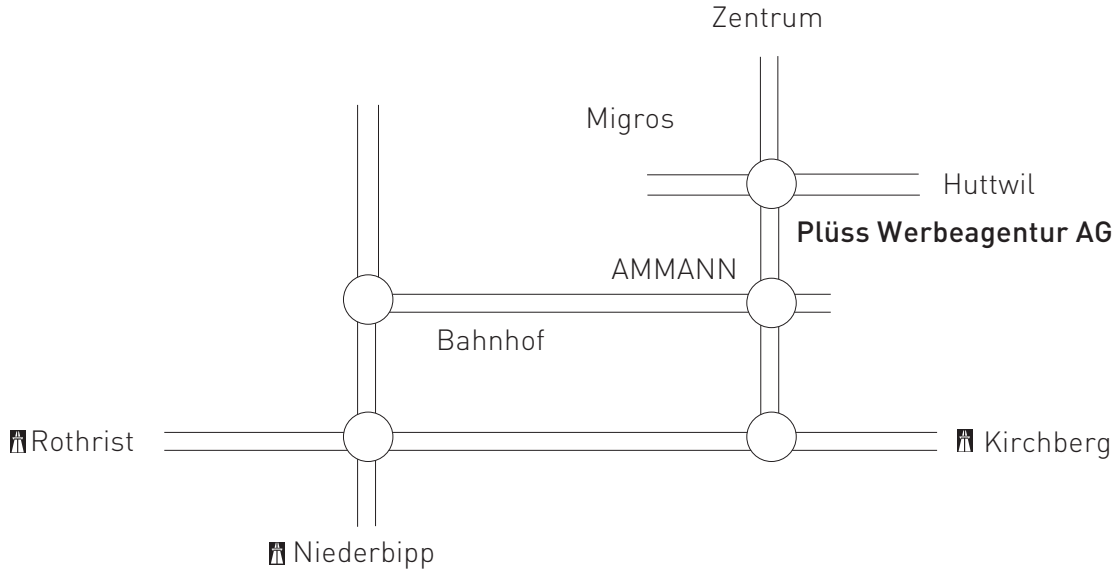 Zentrum
Migros
Huttwil
Plüss Werbeagentur AG
AMMANN
Bahnhof
Rothrist
Kirchberg
Niederbipp